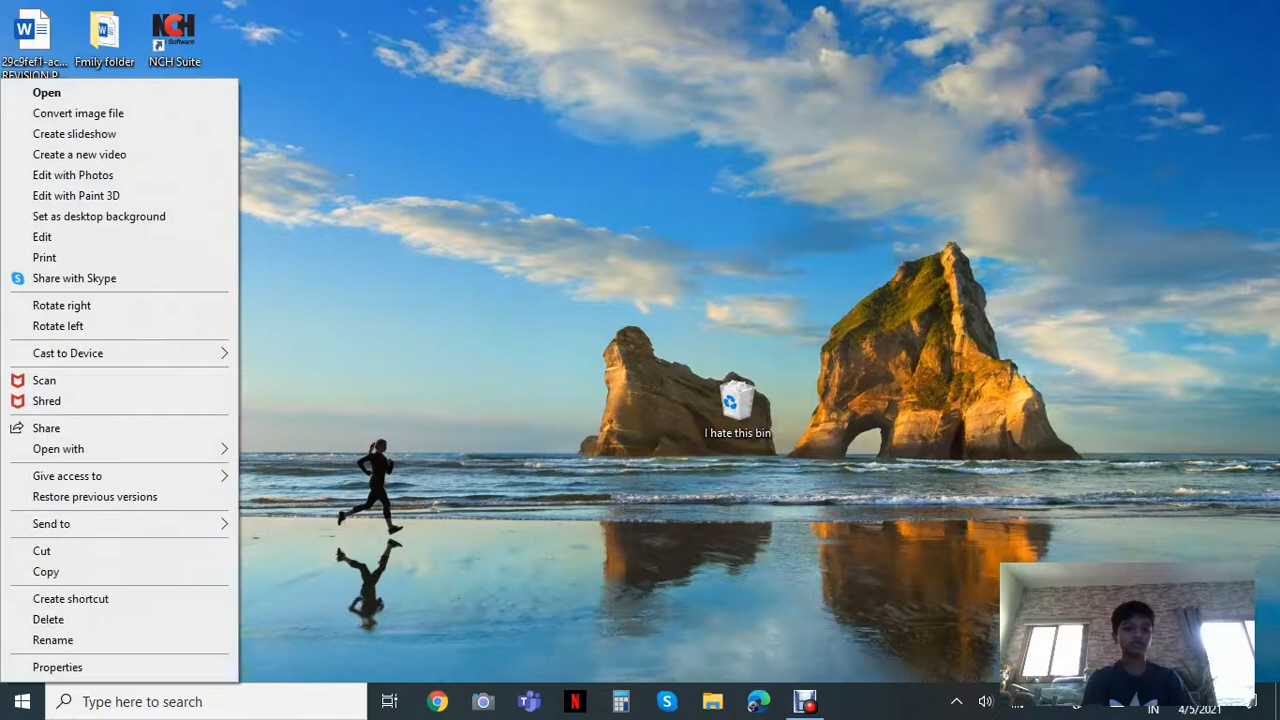 29c9fef1-ac...
REVISION P...
Fmily folder
NCH
Software
NCH Suite
Open
Convert image file
Create slideshow
Create a new video
Edit with Photos
Edit with Paint 3D
Set as desktop background
Edit
Print
Share with Skype
Rotate right
Rotate left
Cast to Device
Scan
Shred
Share
Open with
Give access to
Restore previous versions
Send to
Cut
Copy
Create shortcut
Delete
Rename
Properties
I hate this bin
Type here to search
IN
4/5/2021